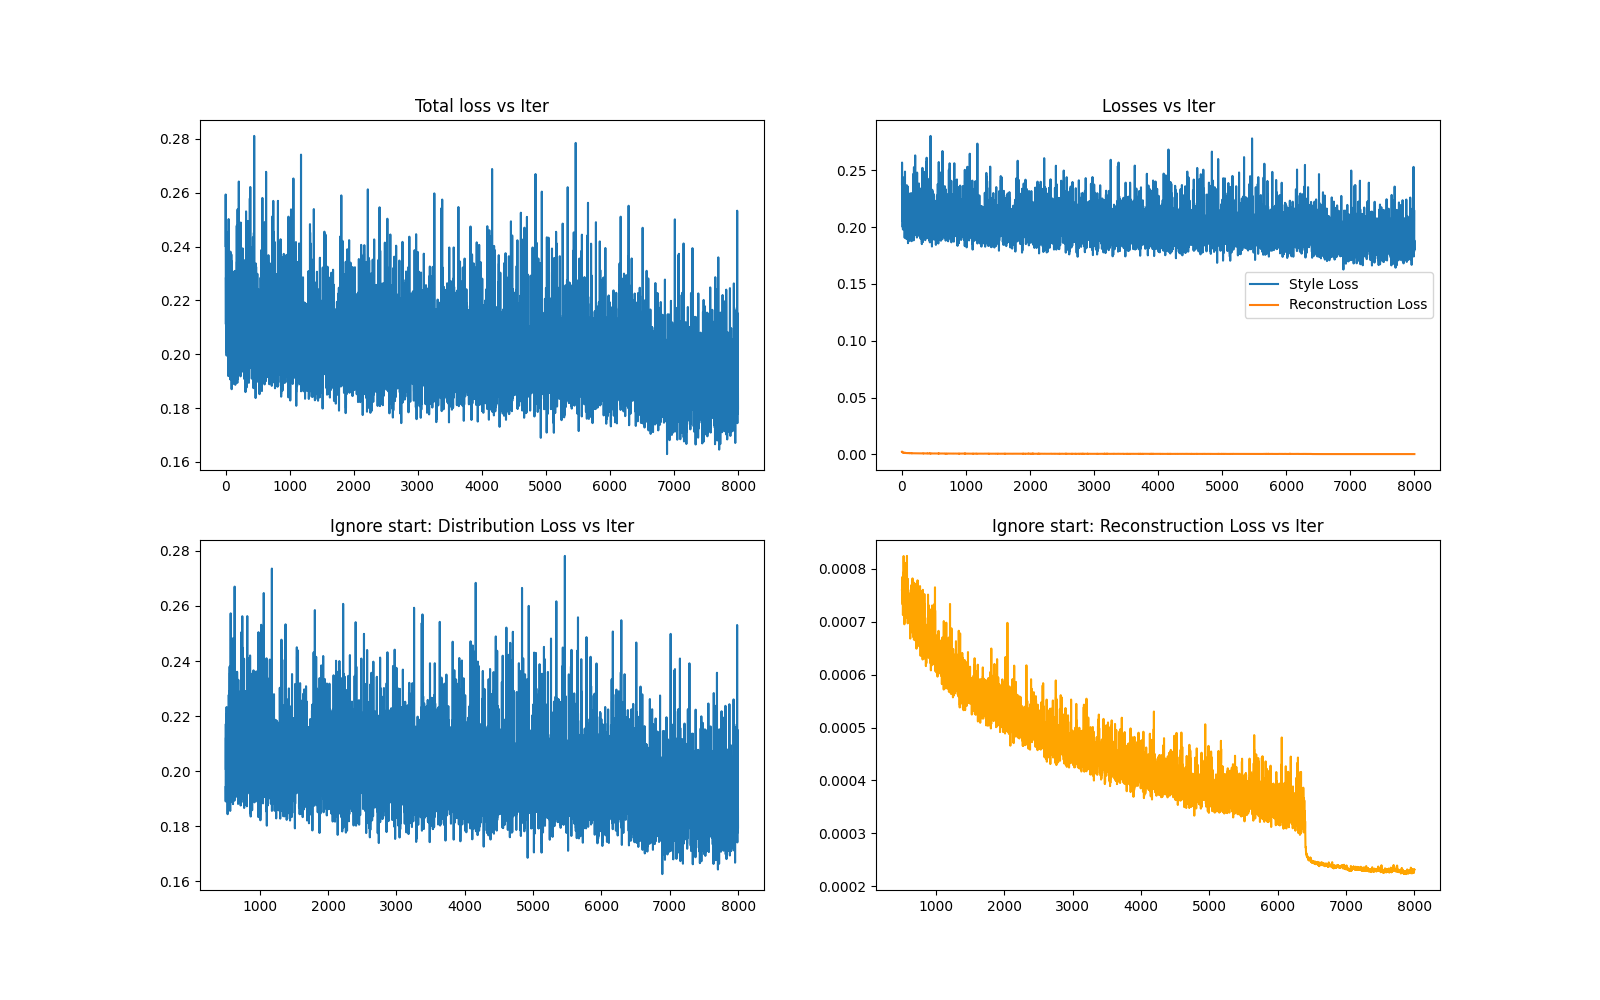 Total loss vs Iter
0.28
0.26
0.24
0.22
0.20
0.18
0.16
0 1000 2000 3000 4000 5000 6000 7000 8000
Losses vs Iter
0.25
0.20
0.15
0.10
0.05
0.00
Style Loss
Reconstruction Loss
0 1000 2000 3000 4000 5000 6000 7000 8000
Ignore start: Distribution Loss vs Iter
0.28
0.26
0.24
0.22
0.20
0.18
0.16
1000 2000 3000 4000 5000 6000 7000 8000
Ignore start: Reconstruction Loss vs Iter
0.0008
0.0007
0.0006
0.0005
0.0004
0.0003
0.0002
1000 2000 3000 4000 5000 6000 7000 8000